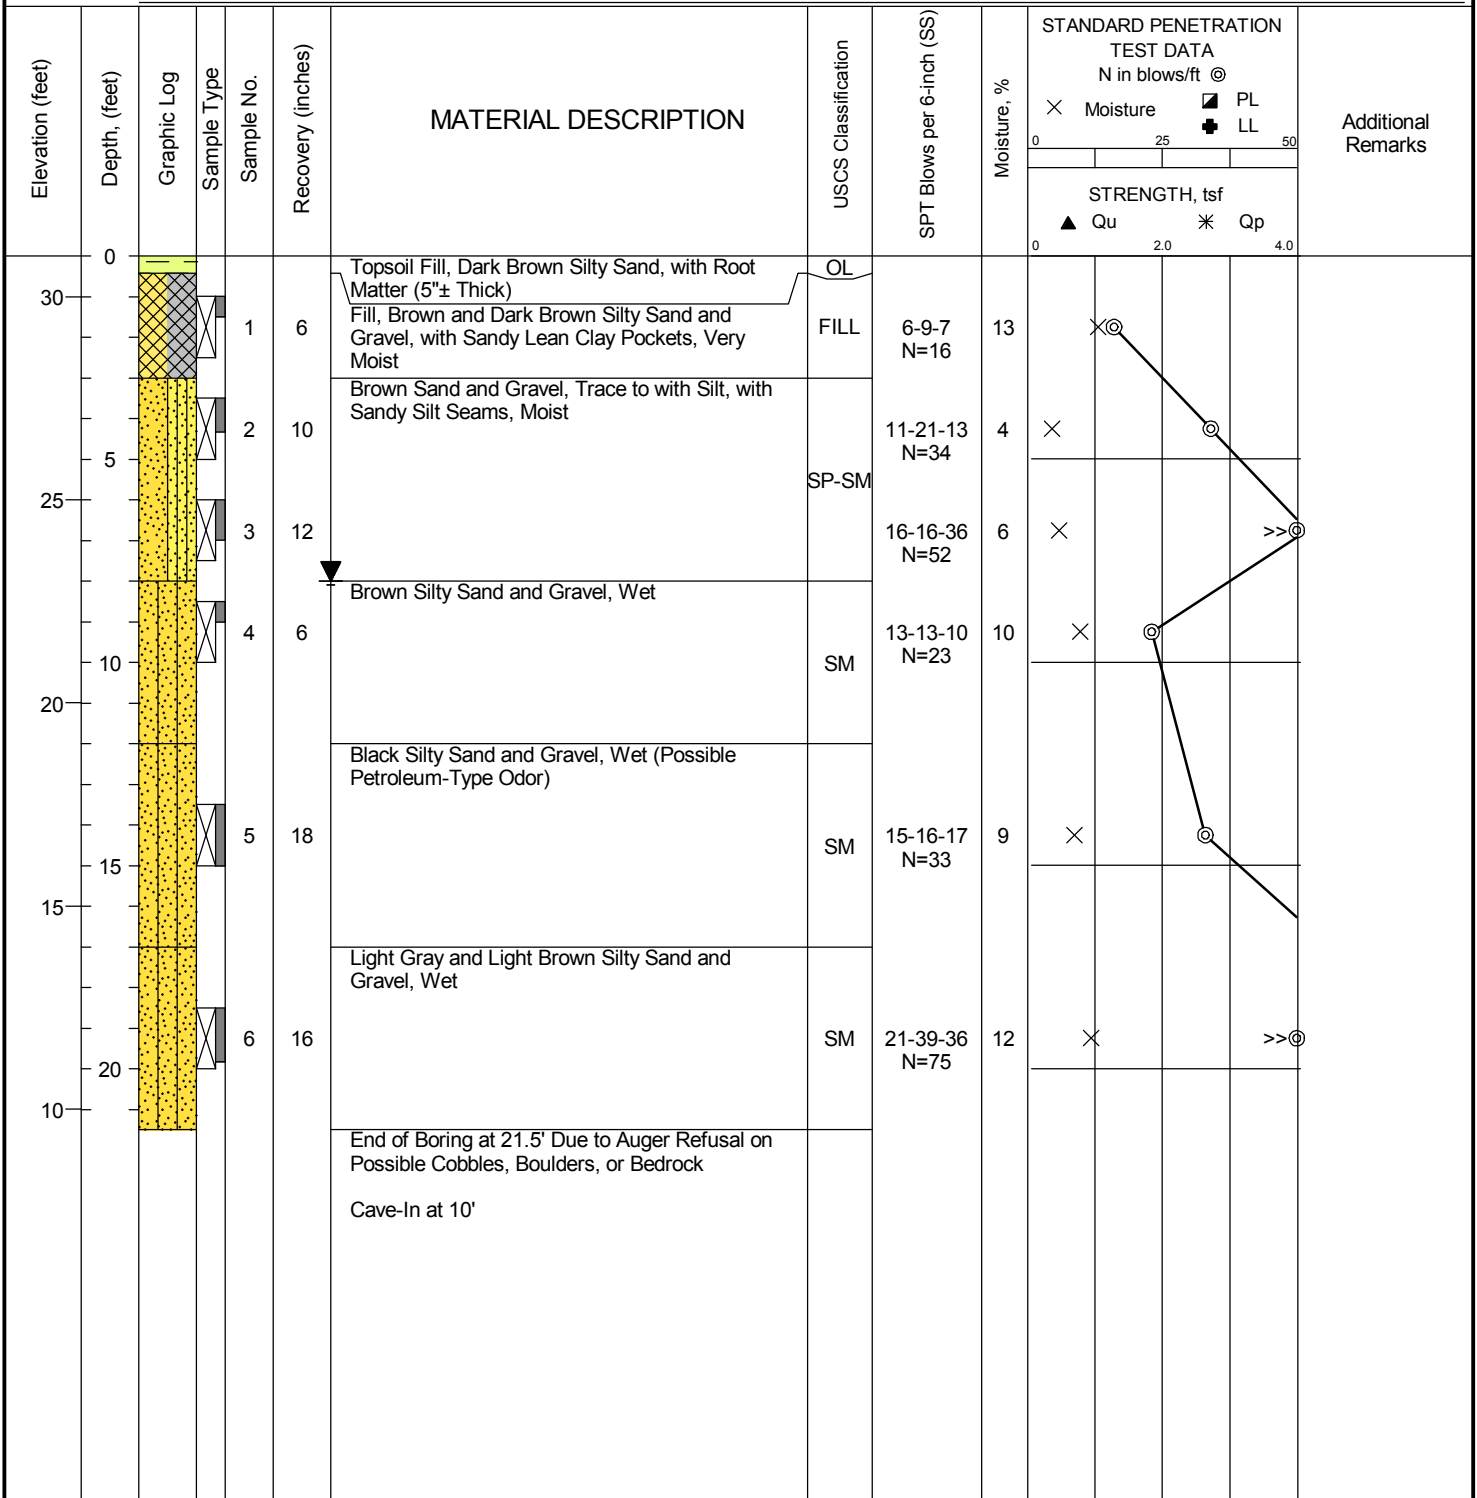 Elevation (feet)
Depth, (feet)
Graphic Log
Sample Type
Sample No.
Recovery (inches)
MATERIAL DESCRIPTION
USCS Classification
SPT Blows per 6-inch (SS)
Moisture, %
STANDARD PENETRATION
TEST DATA
N in blows/ft
Moisture
PL
LL
0 25 50
STRENGTH, tsf
Qu Qp
0 2.0 4.0
Additional
Remarks
0
Topsoil Fill, Dark Brown Silty Sand, with Root
Matter (5"± Thick)
OL
30
Fill, Brown and Dark Brown Silty Sand and
Gravel, with Sandy Lean Clay Pockets, Very
Moist
1 6
FILL
6-9-7
N=16
13
Brown Sand and Gravel, Trace to with Silt, with
Sandy Silt Seams, Moist
2 10
11-21-13
N=34
4
5
SP-SM
25
3 12
16-16-36
N=52
6
>>
Brown Silty Sand and Gravel, Wet
4 6
13-13-10
N=23
10
10
SM
20
Black Silty Sand and Gravel, Wet (Possible
Petroleum-Type Odor)
5 18
SM
15-16-17
N=33
9
15
15
Light Gray and Light Brown Silty Sand and
Gravel, Wet
6 16
SM
21-39-36
N=75
12
>>
20
10
End of Boring at 21.5' Due to Auger Refusal on
Possible Cobbles, Boulders, or Bedrock
Cave-In at 10'